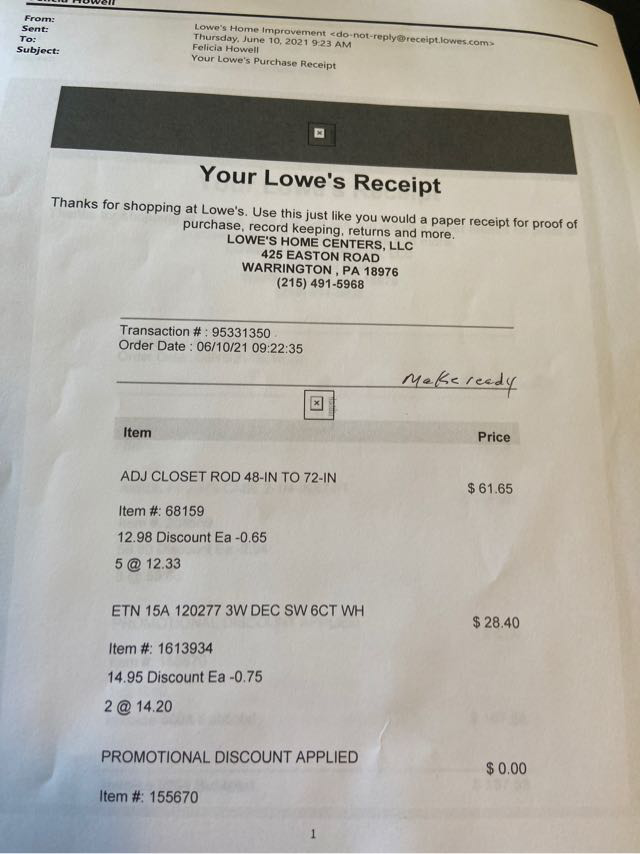 Felicia Howell
From: Lowe's Home Improvement <do-not-reply@receipt.lowes.com>
Sent: Thursday, June 10, 2021 9:23 AM
To: Felicia Howell
Subject: Your Lowe's Purchase Receipt
Your Lowe's Receipt
Thanks for shopping at Lowe's. Use this just like you would a paper receipt for proof of
purchase, record keeping, returns and more.
LOWE'S HOME CENTERS, LLC
425 EASTON ROAD
WARRINGTON , PA 18976
(215) 491-5968
Transaction # : 95331350
Order Date : 06/10/21 09:22:35
Make ready
Item Price
ADJ CLOSET ROD 48-IN TO 72-IN $ 61.65
Item #: 68159
12.98 Discount Ea -0.65
5 @ 12.33
ETN 15A 120277 3W DEC SW 6CT WH $ 28.40
Item #: 1613934
14.95 Discount Ea -0.75
2 @ 14.20
PROMOTIONAL DISCOUNT APPLIED $ 0.00
Item #: 155670
1